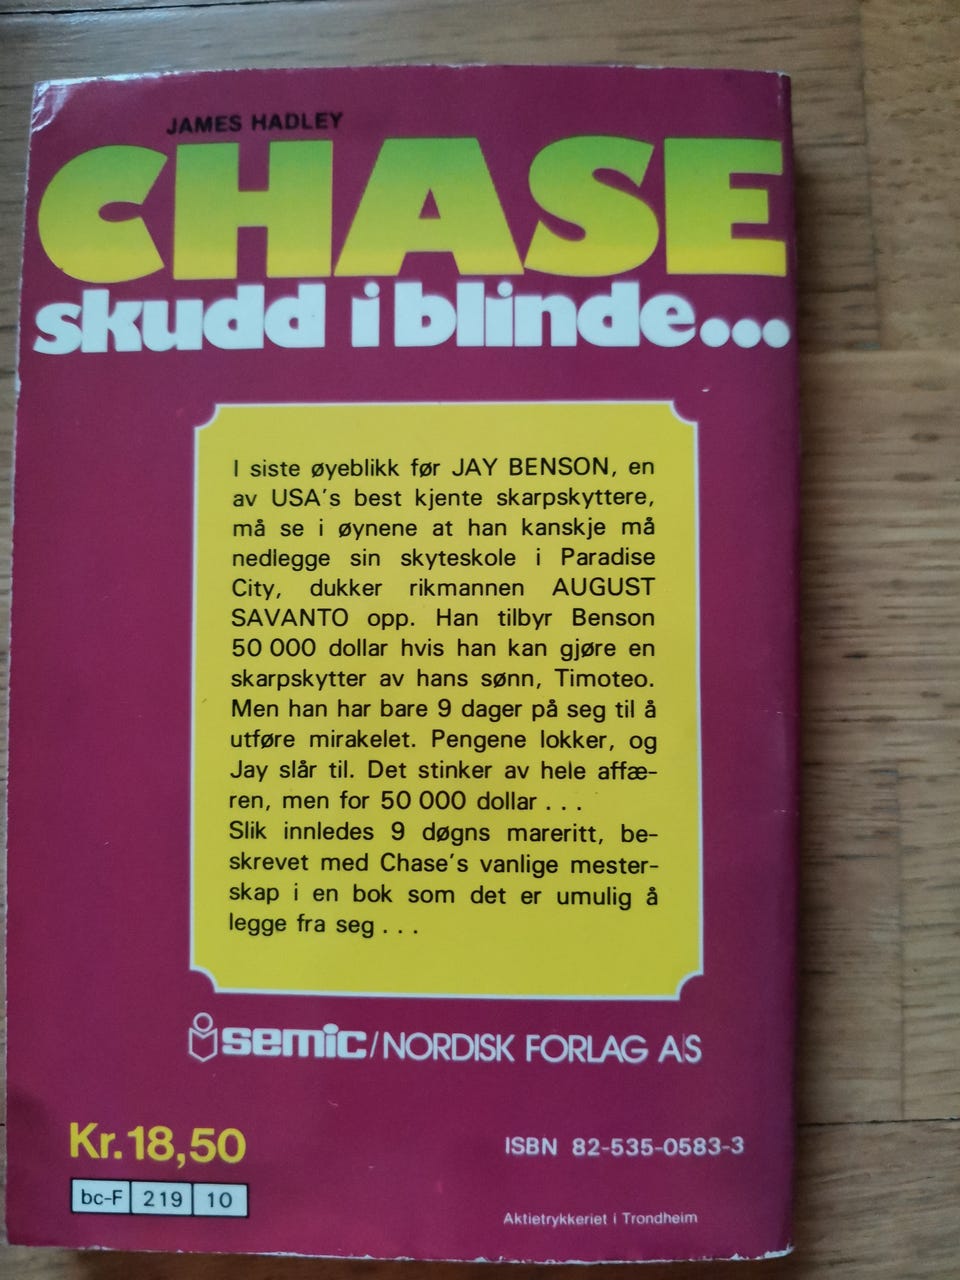 JAMES HADLEY
CHASE
skudd i blinde...
I siste øyeblikk før JAY BENSON, en
av USA's best kjente skarpskyttere,
må se i øynene at han kanskje må
nedlegge sin skyteskole i Paradise
City, dukker rikmannen AUGUST
SAVANTO opp. Han tilbyr Benson
50 000 dollar hvis han kan gjøre en
skarpskytter av hans sønn, Timoteo.
Men han har bare 9 dager på seg til å
utføre mirakelet. Pengene lokker, og
Jay slår til. Det stinker av hele affæ-
ren, men for 50 000 dollar . . .
Slik innledes 9 døgns mareritt, be-
skrevet med Chase's vanlige mester-
skap i en bok som det er umulig å
legge fra seg . . .
semic/NORDISK FORLAG A/S
Kr. 18,50
ISBN 82-535-0583-3
bc-F 219 10
Aktietrykkeriet i Trondheim